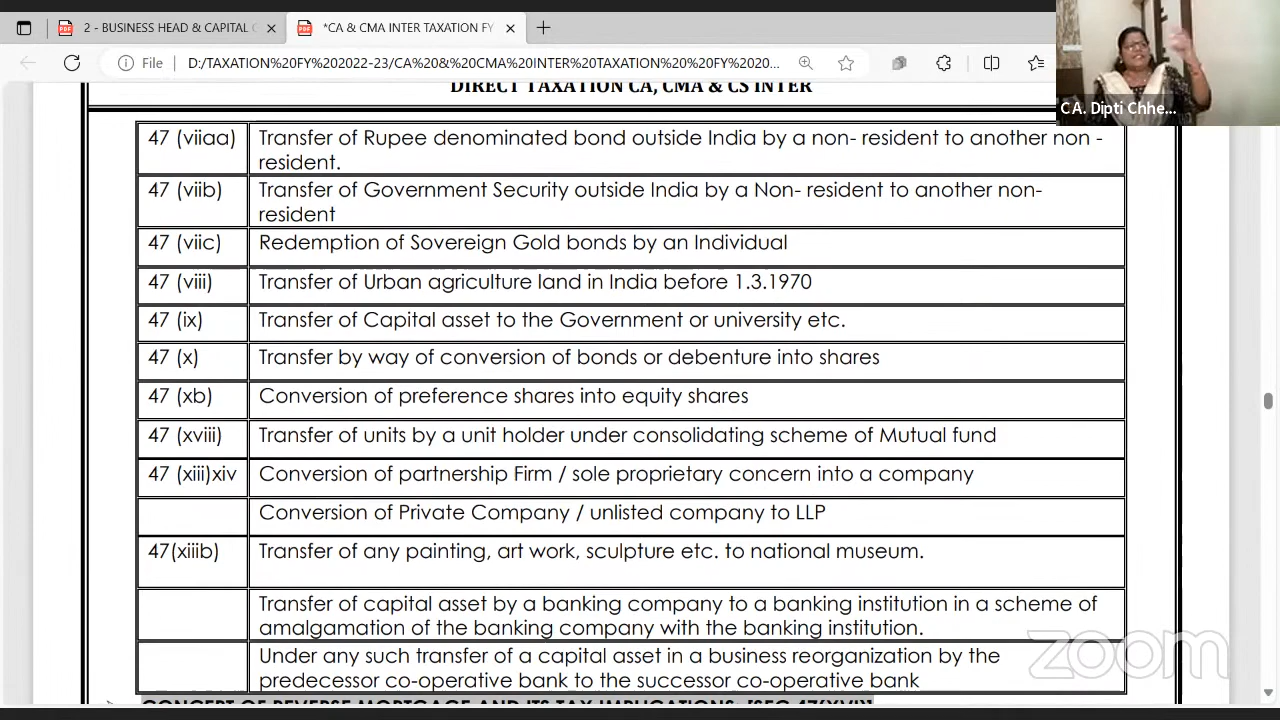 2 - BUSINESS HEAD & CAPITAL
*CA & CMA INTER TAXATION FY
File
D:/TAXATION%20FY%202022-23/CA%20&%20CMA%20INTER%20TAXATION%20%20FY%2020...
C A. Dipti Chhe...
DIRECT TAXATION CA, CMA & CS INTER
47 (viiaa) Transfer of Rupee denominated bond outside India by a non- resident to another non -
resident.
47 (viib) Transfer of Government Security outside India by a Non- resident to another non-
resident
47 (viic) Redemption of Sovereign Gold bonds by an Individual
47 (viii) Transfer of Urban agriculture land in India before 1.3.1970
47 (ix) Transfer of Capital asset to the Government or university etc.
47 (x) Transfer by way of conversion of bonds or debenture into shares
47 (xb) Conversion of preference shares into equity shares
47 (xviii) Transfer of units by a unit holder under consolidating scheme of Mutual fund
47 (xiii)xiv Conversion of partnership Firm / sole proprietary concern into a company
Conversion of Private Company / unlisted company to LLP
47(xiiib) Transfer of any painting, art work, sculpture etc. to national museum.
Transfer of capital asset by a banking company to a banking institution in a scheme of
amalgamation of the banking company with the banking institution.
Under any such transfer of a capital asset in a business reorganization by the
predecessor co-operative bank to the successor co-operative bank
zoom
CONCEPT OF REVERSE MORTGAGE AND ITS TAX IMPLICATIONS: [SEC 47(XVI)]